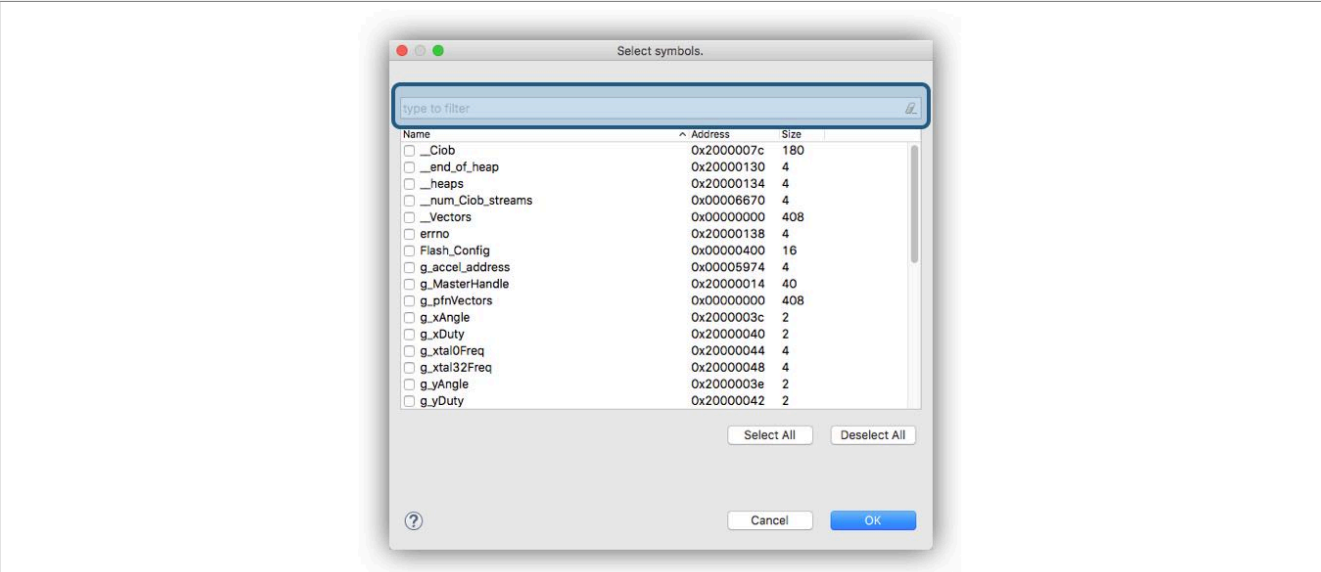 Select symbols.
type to filter
Name Address Size
__Ciob 0x2000007c 180
__end_of_heap 0x20000130 4
__heaps 0x20000134 4
__num_Ciob_streams 0x00006670 4
__Vectors 0x00000000 408
errno 0x20000138 4
Flash_Config 0x00000400 16
g_accel_address 0x00005974 4
g_MasterHandle 0x20000014 40
g_pfnVectors 0x00000000 408
g_xAngle 0x2000003c 2
g_xDuty 0x20000040 2
g_xtal0Freq 0x20000044 4
g_xtal32Freq 0x20000048 4
g_yAngle 0x2000003e 2
g_yDuty 0x20000042 2
Select All Deselect All
? Cancel OK